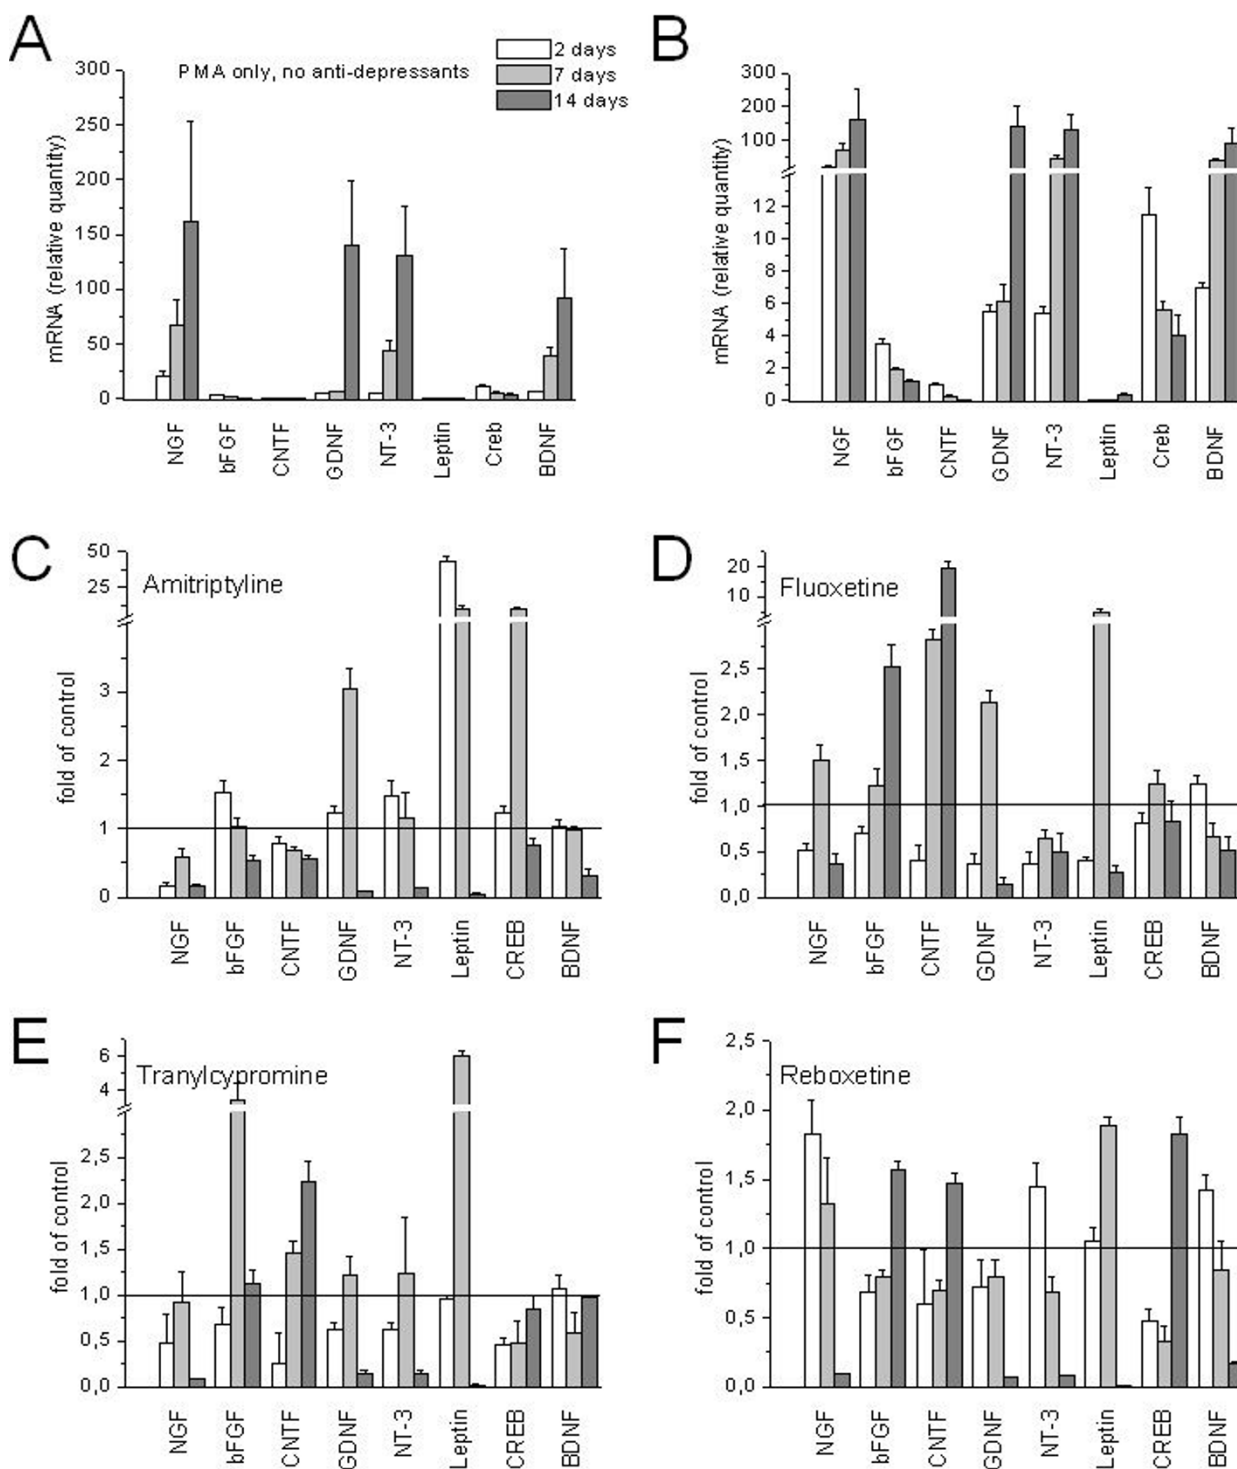 A
B
PMA only, no anti-depressants
2 days
7 days
14 days
mRNA (relative quantity)
300
250
200
150
100
50
0
NGF
bFGF
CNTF
GDNF
NT-3
Leptin
Creb
BDNF
mRNA (relative quantity)
300
200
100
12
10
8
6
4
2
0
NGF
bFGF
CNTF
GDNF
NT-3
Leptin
Creb
BDNF
C
Amitriptyline
fold of control
50
25
3
2
1
0
NGF
bFGF
CNTF
GDNF
NT-3
Leptin
CREB
BDNF
D
Fluoxetine
fold of control
20
10
2,5
2,0
1,5
1,0
0,5
0,0
NGF
bFGF
CNTF
GDNF
NT-3
Leptin
CREB
BDNF
E
Tranylcypromine
fold of control
6
4
2,5
2,0
1,5
1,0
0,5
0,0
NGF
bFGF
CNTF
GDNF
NT-3
Leptin
CREB
BDNF
F
Reboxetine
fold of control
2,5
2,0
1,5
1,0
0,5
0,0
NGF
bFGF
CNTF
GDNF
NT-3
Leptin
CREB
BDNF